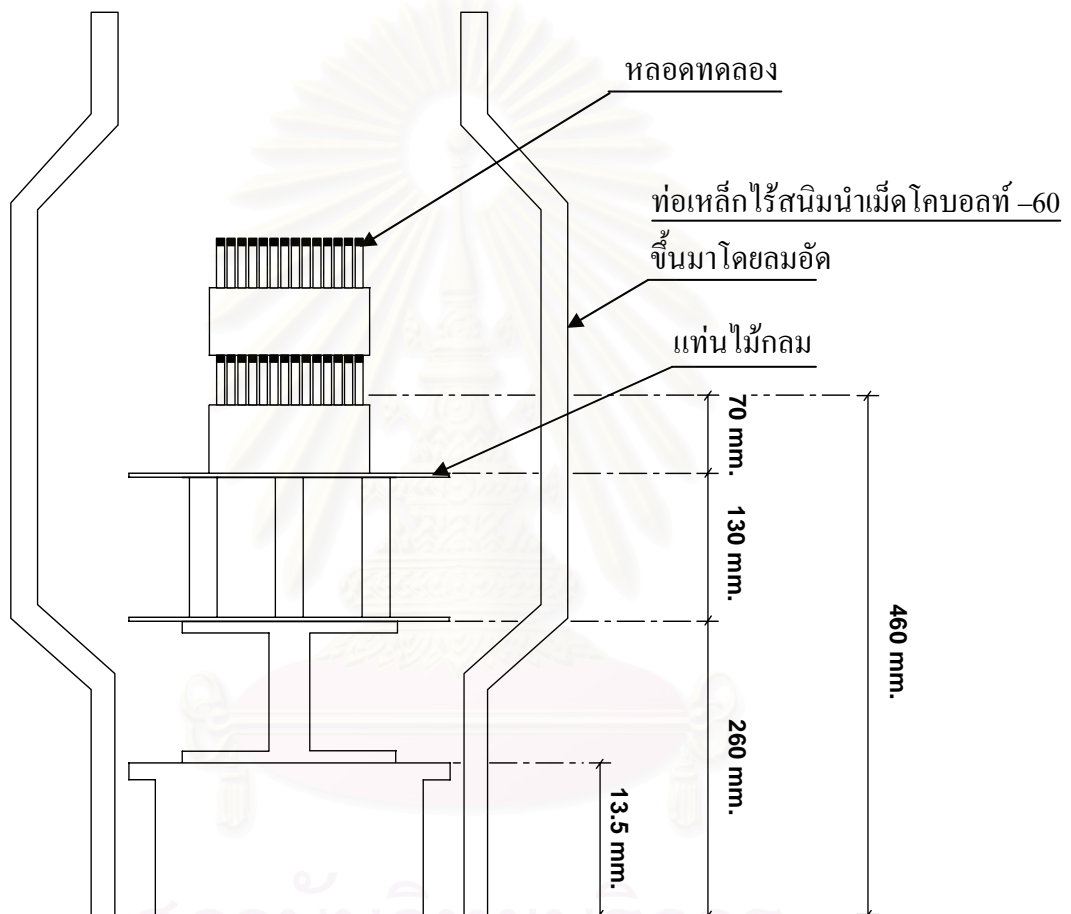 หลอดทดลอง
ท่อเหล็กไร้สนิมนำเม็ดโคบอลท์ –60
ขึ้นมาโดยลมอัด
แท่นไม้กลม
70 mm.
130 mm.
460 mm.
260 mm.
13.5 mm.